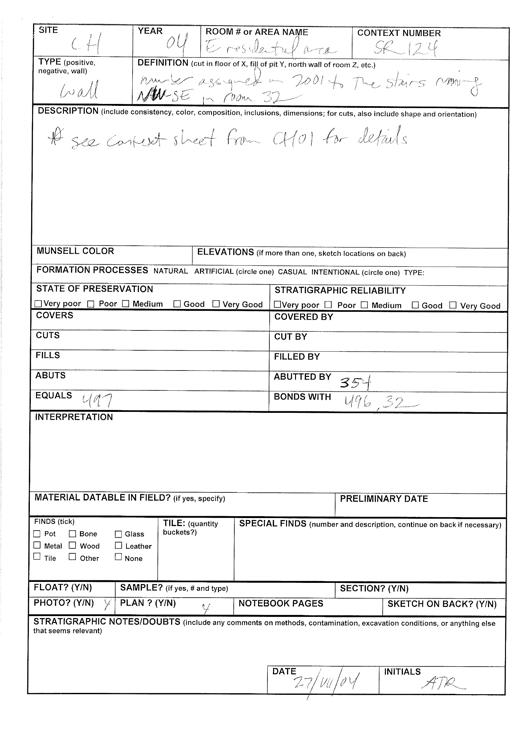 SITE CH
YEAR 04
ROOM # or AREA NAME E residential area
CONTEXT NUMBER SR 124
TYPE (positive, negative, wall) Wall
DEFINITION (cut in floor of X, fill of pit Y, north wall of room Z, etc.)
number assigned in 2001 to the stairs running
NW-SE in room 32
DESCRIPTION (include consistency, color, composition, inclusions, dimensions; for cuts, also include shape and orientation)
* see context sheet from CH01 for details
MUNSELL COLOR
ELEVATIONS (if more than one, sketch locations on back)
FORMATION PROCESSES NATURAL ARTIFICIAL (circle one) CASUAL INTENTIONAL (circle one) TYPE:
STATE OF PRESERVATION
☐ Very poor ☐ Poor ☐ Medium ☐ Good ☐ Very Good
STRATIGRAPHIC RELIABILITY
☐ Very poor ☐ Poor ☐ Medium ☐ Good ☐ Very Good
COVERS
COVERED BY
CUTS
CUT BY
FILLS
FILLED BY
ABUTS
ABUTTED BY 354
EQUALS 497
BONDS WITH 496, 32
INTERPRETATION
MATERIAL DATABLE IN FIELD? (if yes, specify)
PRELIMINARY DATE
FINDS (tick)
☐ Pot ☐ Bone ☐ Glass
☐ Metal ☐ Wood ☐ Leather
☐ Tile ☐ Other ☐ None
TILE: (quantity buckets?)
SPECIAL FINDS (number and description, continue on back if necessary)
FLOAT? (Y/N)
SAMPLE? (if yes, # and type)
SECTION? (Y/N)
PHOTO? (Y/N) Y
PLAN ? (Y/N) Y
NOTEBOOK PAGES
SKETCH ON BACK? (Y/N)
STRATIGRAPHIC NOTES/DOUBTS (include any comments on methods, contamination, excavation conditions, or anything else
that seems relevant)
DATE 27/VII/04
INITIALS ATR